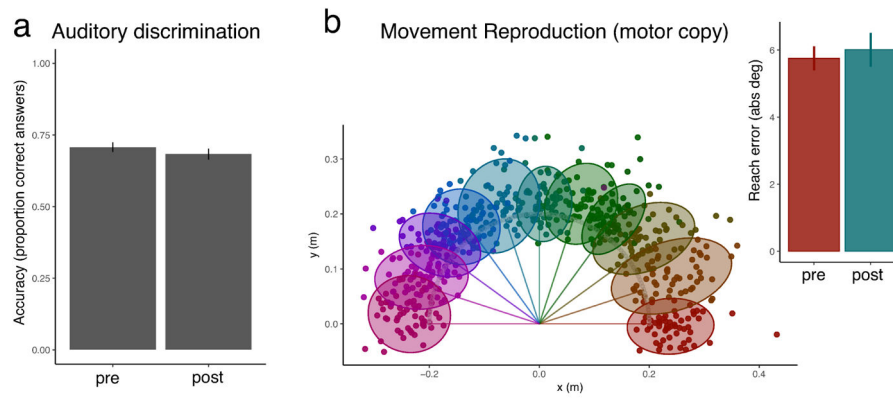 a Auditory discrimination
Accuracy (proportion correct answers)
1.00
0.75
0.50
0.25
0.00
pre post
b Movement Reproduction (motor copy)
y (m)
0.3
0.2
0.1
0.0
−0.2 0.0 0.2 0.4
x (m)
Reach error (abs deg)
6
4
2
0
pre post